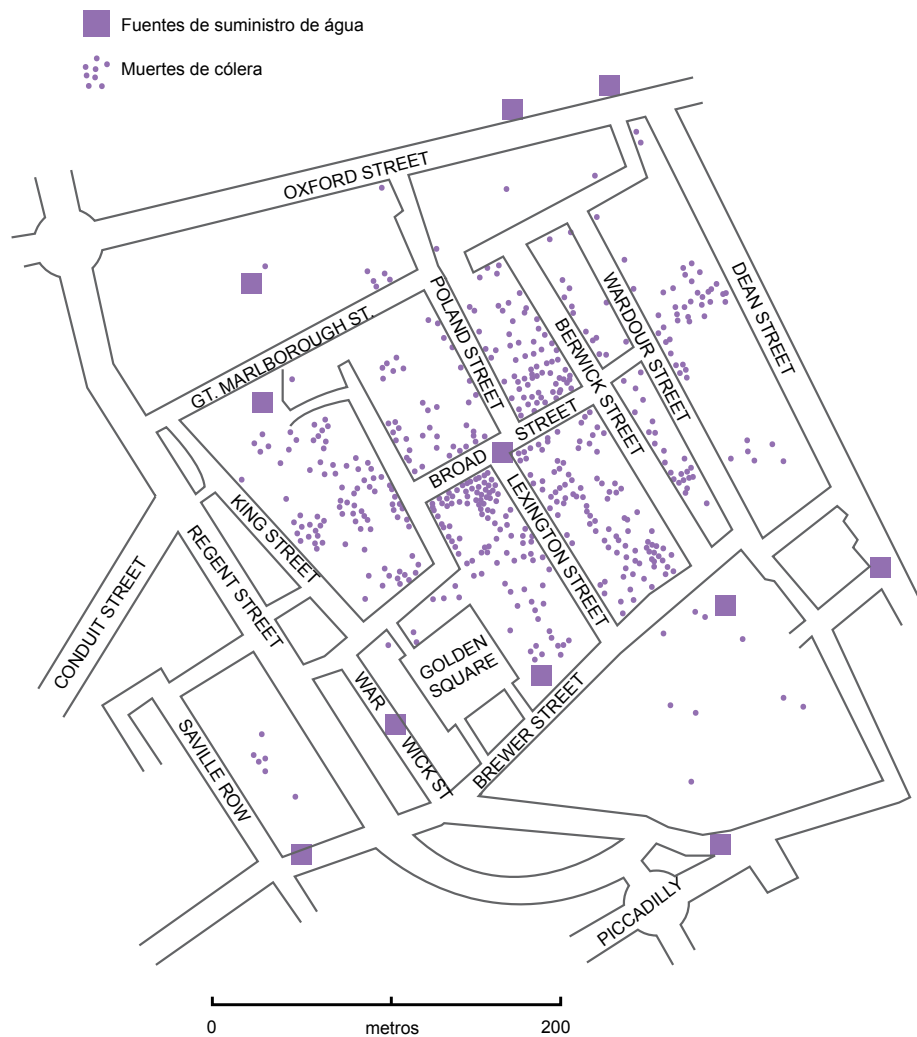 Fuentes de suministro de água
Muertes de cólera
OXFORD STREET
GT. MARLBOROUGH ST.
POLAND STREET
BERWICK STREET
WARDOUR STREET
DEAN STREET
BROAD STREET
LEXINGTON STREET
KING STREET
REGENT STREET
CONDUIT STREET
GOLDEN
SQUARE
WAR WICK ST
BREWER STREET
SAVILLE ROW
PICCADILLY
0 metros 200